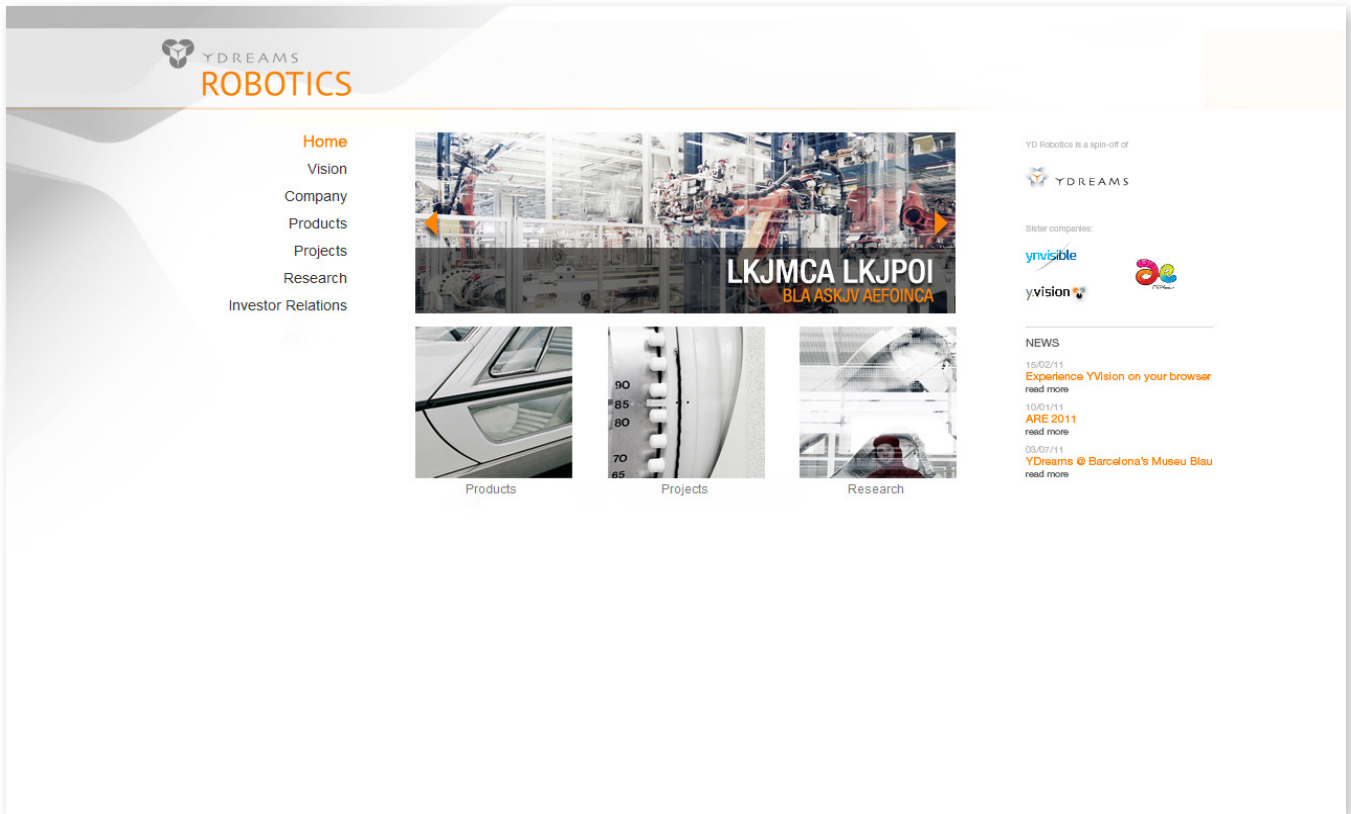 YDREAMS
ROBOTICS
Home
Vision
Company
Products
Projects
Research
Investor Relations
LKJMCA LKJPOI
BLA ASKJV AEFOINCA
90
85
80
70
65
Products
Projects
Research
YD Robotics is a spin-off of
YDREAMS
Sister companies:
ynvisible
y.vision
NEWS
15/02/11
Experience YVision on your browser
read more
10/01/11
ARE 2011
read more
03/07/11
YDreams @ Barcelona's Museu Blau
read more